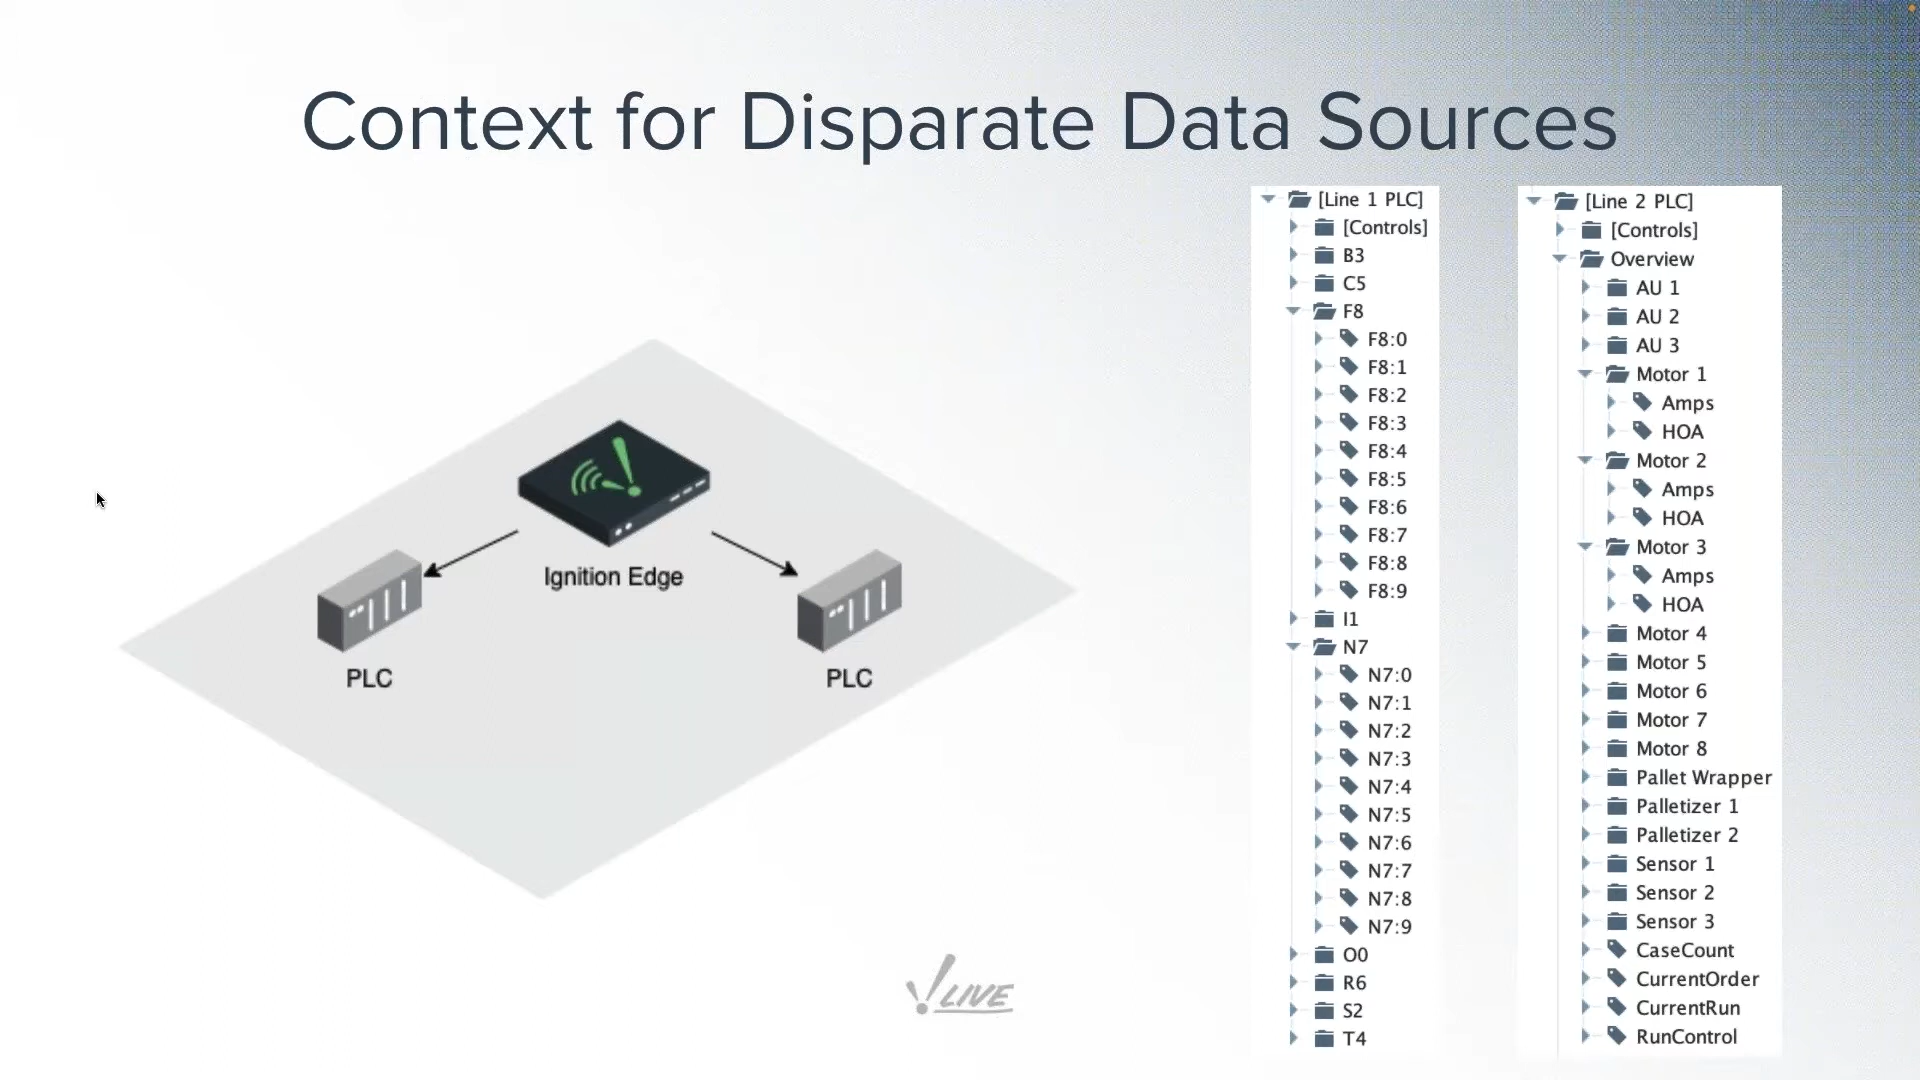 Context for Disparate Data Sources
Ignition Edge
PLC
PLC
[Line 1 PLC]
[Controls]
B3
C5
F8
F8:0
F8:1
F8:2
F8:3
F8:4
F8:5
F8:6
F8:7
F8:8
F8:9
I1
N7
N7:0
N7:1
N7:2
N7:3
N7:4
N7:5
N7:6
N7:7
N7:8
N7:9
O0
R6
S2
T4
[Line 2 PLC]
[Controls]
Overview
AU 1
AU 2
AU 3
Motor 1
Amps
HOA
Motor 2
Amps
HOA
Motor 3
Amps
HOA
Motor 4
Motor 5
Motor 6
Motor 7
Motor 8
Pallet Wrapper
Palletizer 1
Palletizer 2
Sensor 1
Sensor 2
Sensor 3
CaseCount
CurrentOrder
CurrentRun
RunControl
LIVE